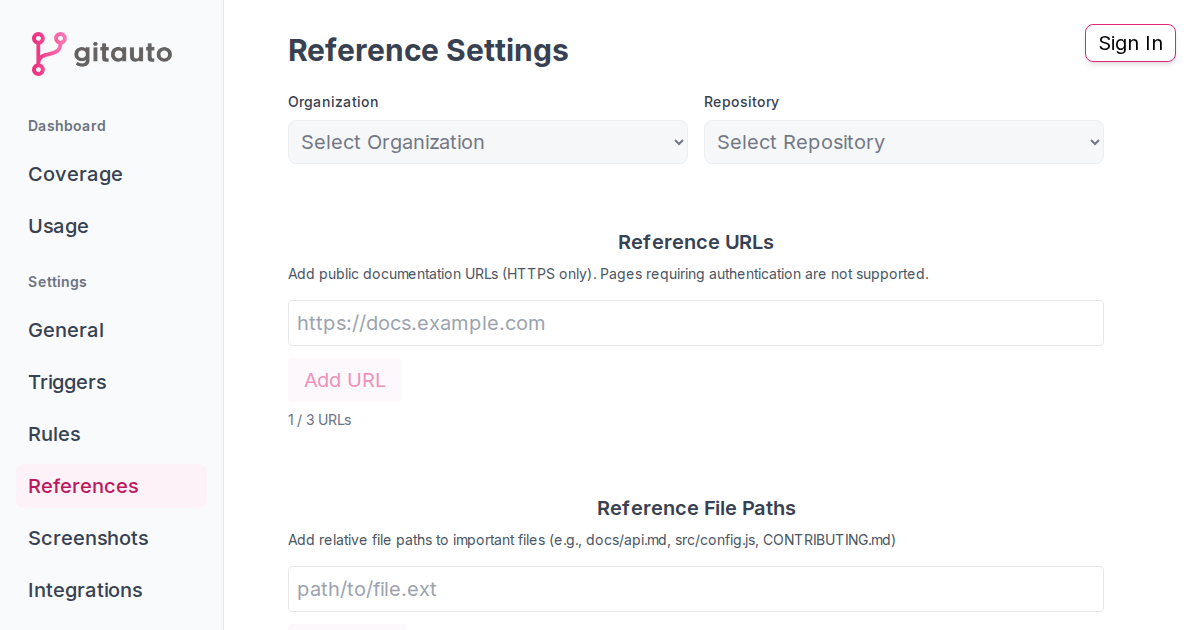 gitauto
Dashboard
Coverage
Usage
Settings
General
Triggers
Rules
References
Screenshots
Integrations
Reference Settings
Sign In
Organization
Repository
Select Organization
Select Repository
Reference URLs
Add public documentation URLs (HTTPS only). Pages requiring authentication are not supported.
https://docs.example.com
Add URL
1 / 3 URLs
Reference File Paths
Add relative file paths to important files (e.g., docs/api.md, src/config.js, CONTRIBUTING.md)
path/to/file.ext